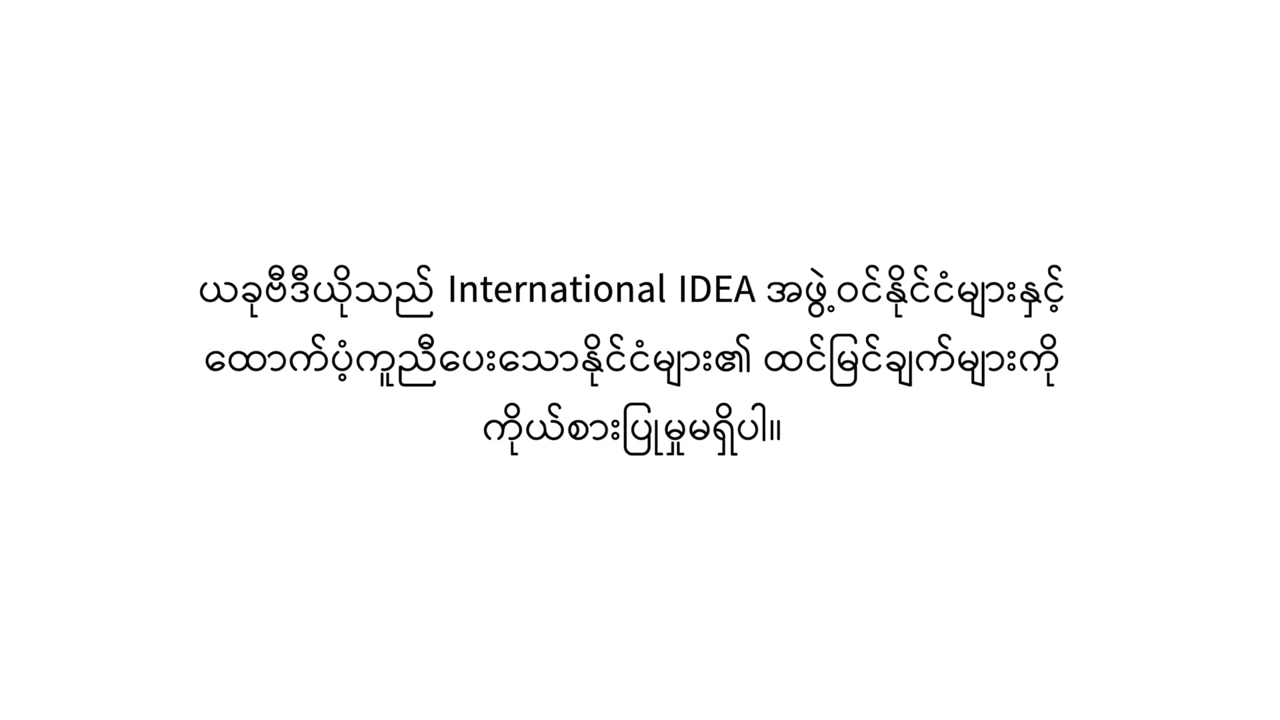 ယခုဗီဒီယိုသည် International IDEA အဖွဲ့ဝင်နိုင်ငံများနှင့်
ထောက်ပံ့ကူညီပေးသောနိုင်ငံများ၏ ထင်မြင်ချက်များကို
ကိုယ်စားပြုမှုမရှိပါ။